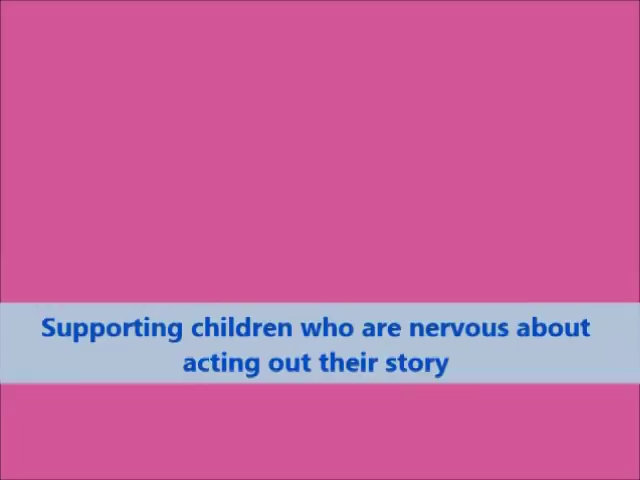 Supporting children who are nervous about
acting out their story